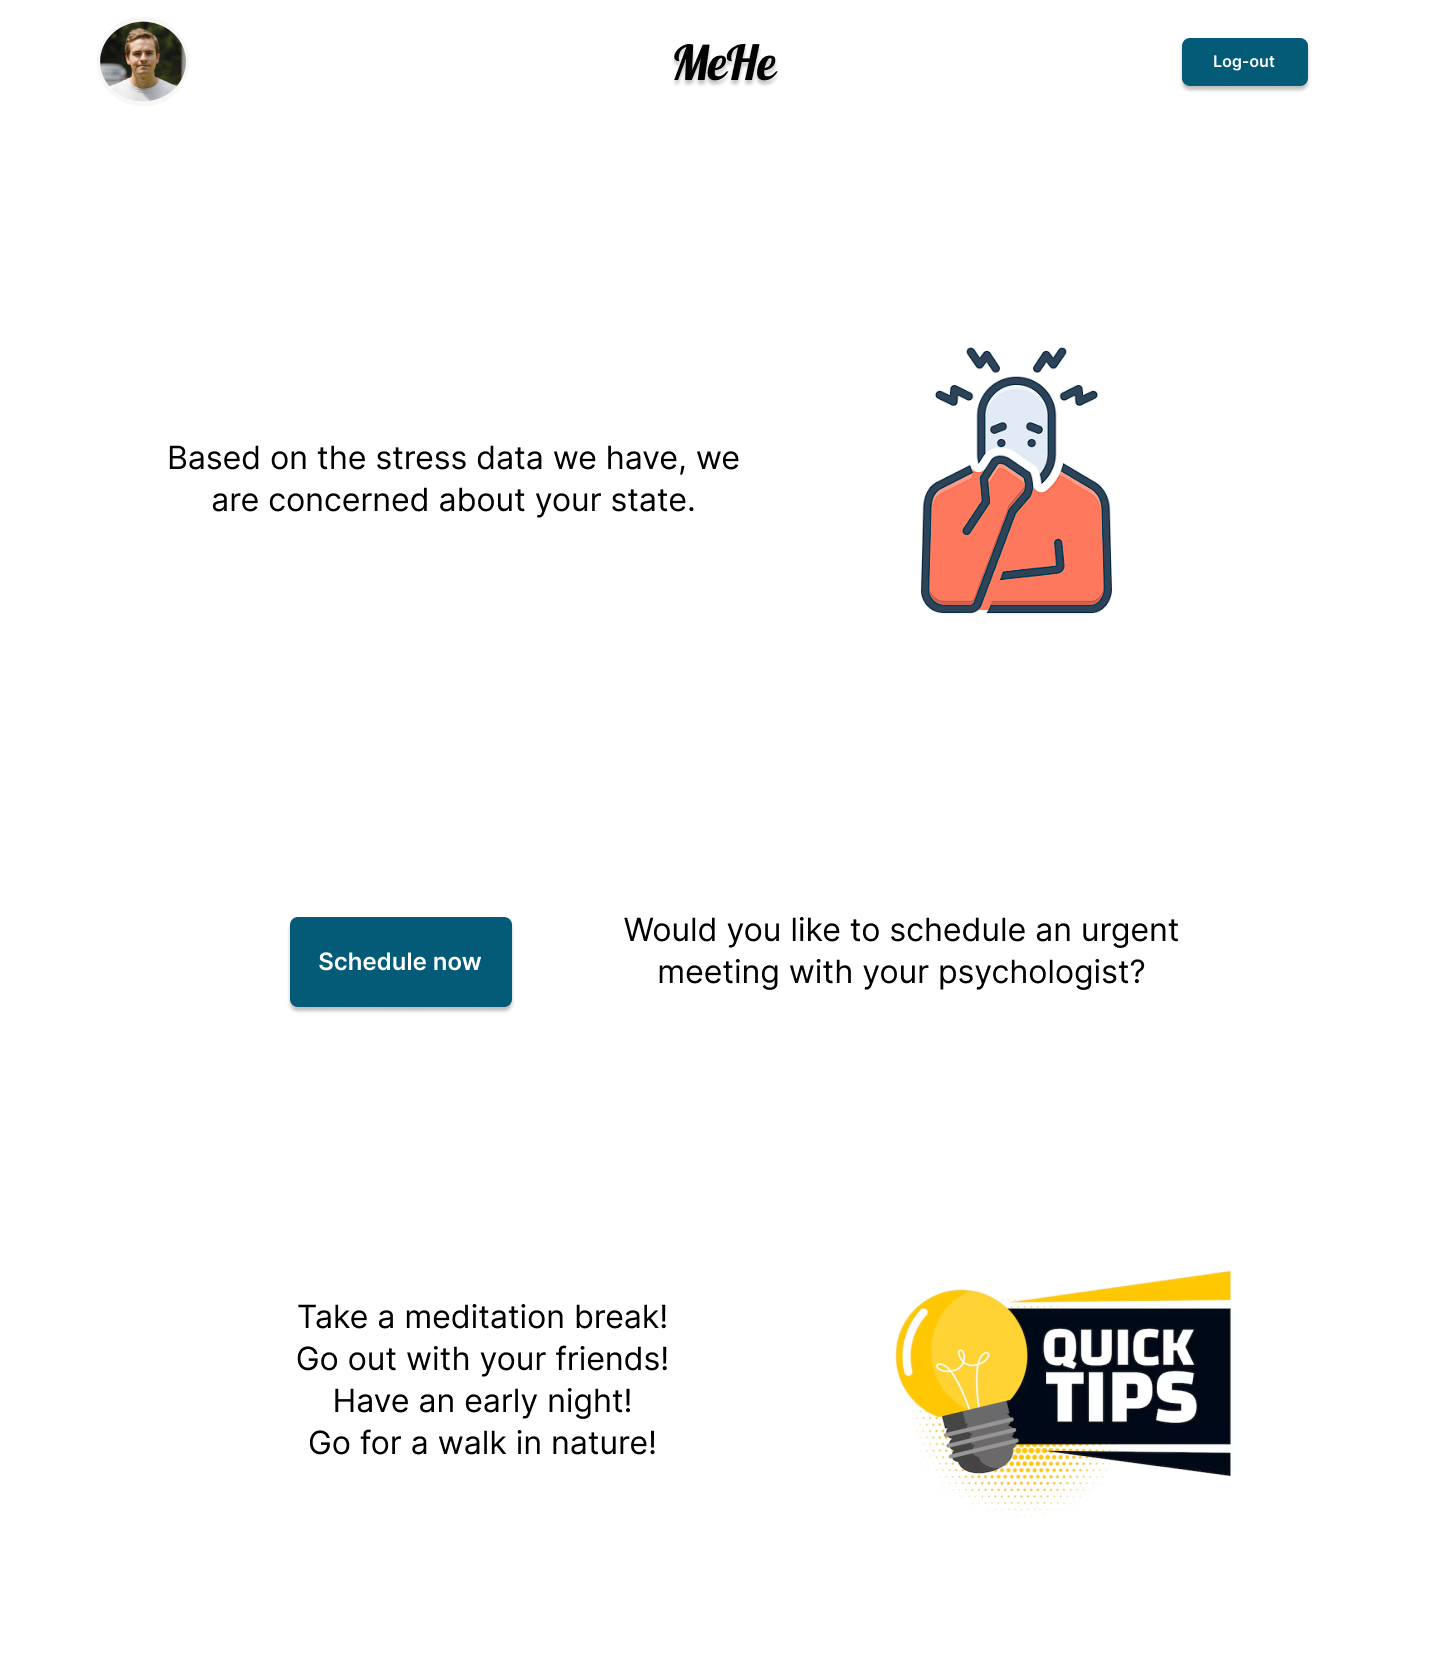 MeHe
Log-out
Based on the stress data we have, we
are concerned about your state.
Schedule now
Would you like to schedule an urgent
meeting with your psychologist?
Take a meditation break!
Go out with your friends!
Have an early night!
Go for a walk in nature!
QUICK
TIPS